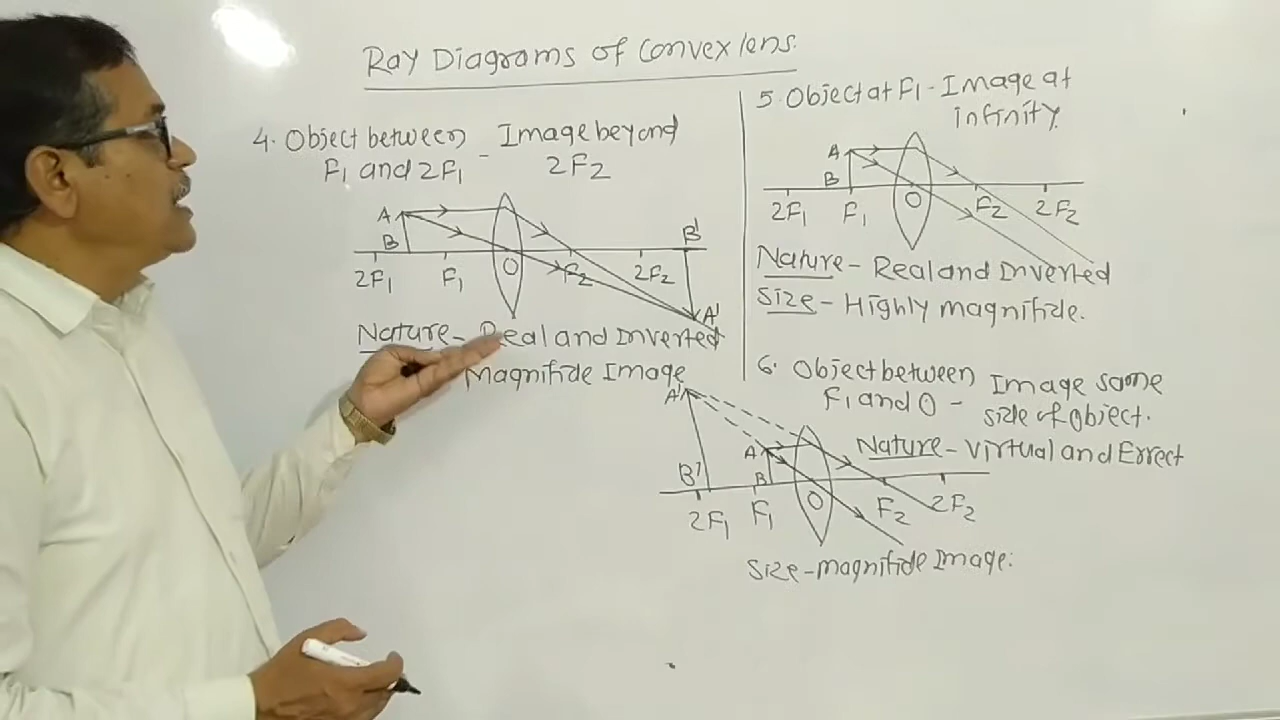 Ray Diagrams of Convex lens.
4. Object between - Image beyond
F1 and 2F1 2F2
A
B
2F1 F1 O F2 2F2 B'
A'
Nature - Real and Inverted
Magnifide Image
5. Object at F1 - Image at
infinity.
A
B
2F1 F1 O F2 2F2
Nature - Real and Inverted
Size - Highly magnifide.
6. Object between Image same
F1 and O - size of object.
Nature - Virtual and Errect
A'
A
B' B
2F1 F1 O F2 2F2
Size - magnifide Image.